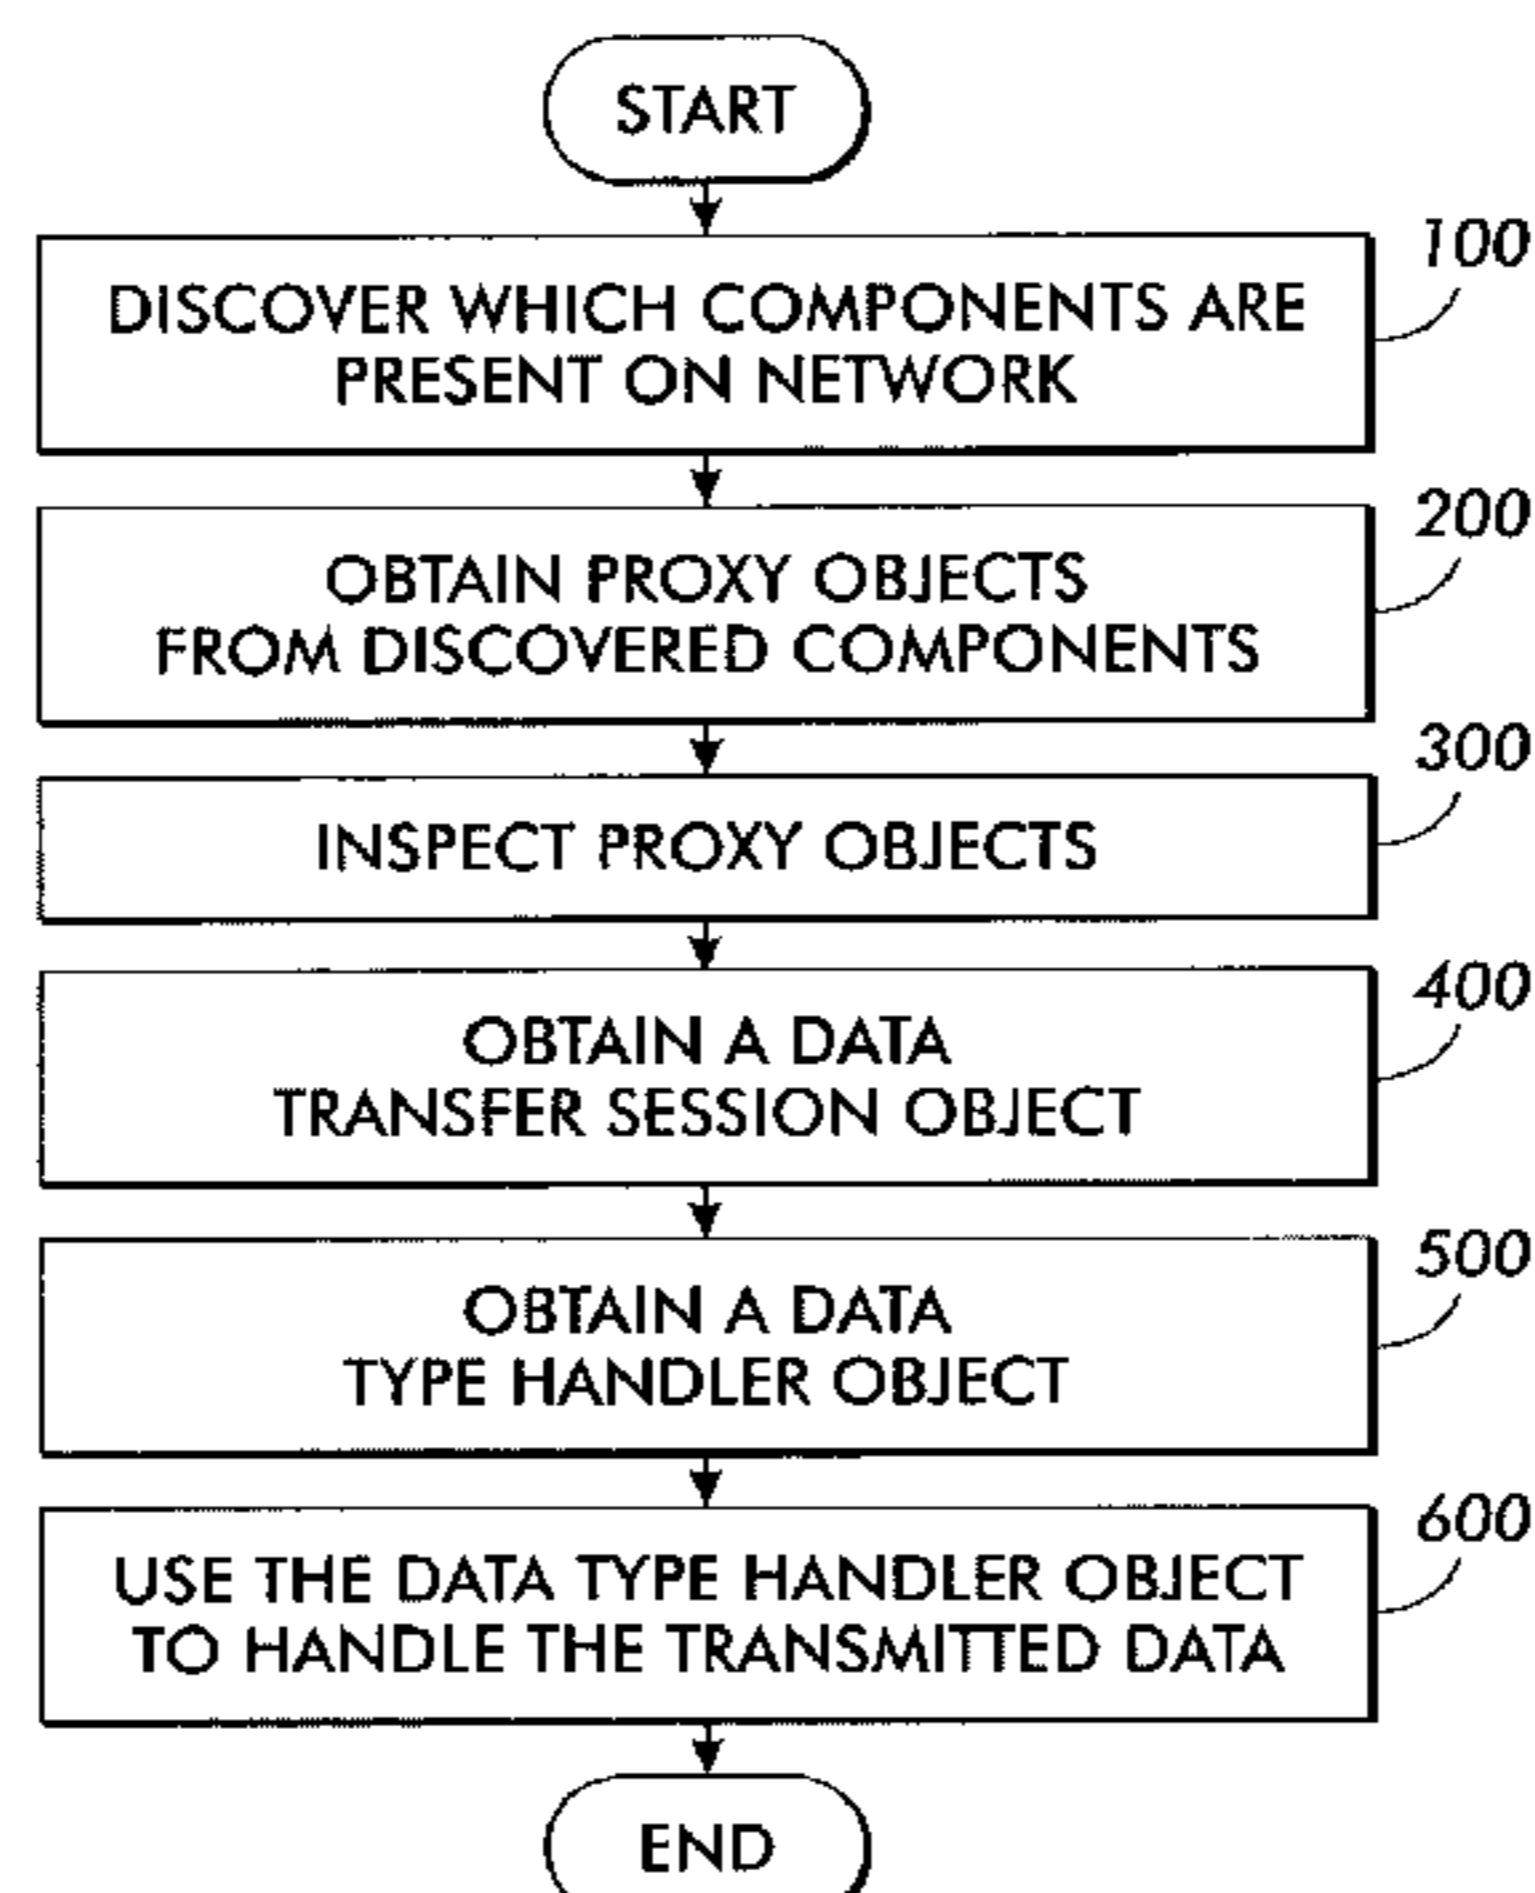 START
100
DISCOVER WHICH COMPONENTS ARE
PRESENT ON NETWORK
200
OBTAIN PROXY OBJECTS
FROM DISCOVERED COMPONENTS
300
INSPECT PROXY OBJECTS
400
OBTAIN A DATA
TRANSFER SESSION OBJECT
500
OBTAIN A DATA
TYPE HANDLER OBJECT
600
USE THE DATA TYPE HANDLER OBJECT
TO HANDLE THE TRANSMITTED DATA
END